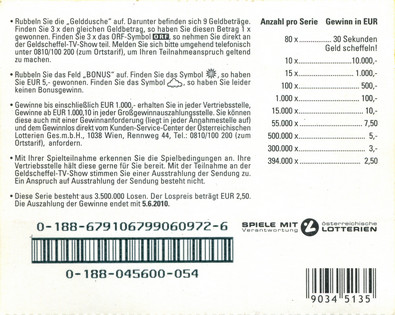 • Rubbeln Sie die „Gelddusche" auf. Darunter befinden sich 9 Geldbeträge.
Finden Sie 3 x den gleichen Geldbetrag, so haben Sie diesen Betrag 1 x
gewonnen. Finden Sie 3 x das ORF-Symbol ORF, so nehmen Sie direkt an
der Geldscheffel-TV-Show teil. Melden Sie sich bitte umgehend telefonisch
unter 0810/100 200 (zum Ortstarif), um Ihren Teilnahmeanspruch geltend
zu machen.
• Rubbeln Sie das Feld „BONUS" auf. Finden Sie das Symbol , so haben
Sie EUR 5,- gewonnen. Finden Sie das Symbol , so haben Sie leider
keinen Bonusgewinn.
• Gewinne bis einschließlich EUR 1.000,- erhalten Sie in jeder Vertriebsstelle,
Gewinne ab EUR 1.000,10 in jeder Großgewinnauszahlungsstelle. Sie können
diese auch mit einer Gewinnanforderung (liegt in jeder Annahmestelle auf)
und dem Gewinnlos direkt vom Kunden-Service-Center der Österreichischen
Lotterien Ges.m.b.H., 1038 Wien, Rennweg 44, Tel.: 0810/100 200 (zum
Ortstarif), anfordern.
• Mit Ihrer Spielteilnahme erkennen Sie die Spielbedingungen an. Ihre
Vertriebsstelle hält diese gerne für Sie bereit. Mit der Teilnahme an der
Geldscheffel-TV-Show stimmen Sie einer Ausstrahlung der Sendung zu.
Ein Anspruch auf Ausstrahlung der Sendung besteht nicht.
• Diese Serie besteht aus 3.500.000 Losen. Der Lospreis beträgt EUR 2,50.
Die Auszahlung der Gewinne endet mit 5.6.2010.
Anzahl pro Serie Gewinn in EUR
80 x 30 Sekunden
Geld scheffeln!
10 x 10.000,-
15 x 1.000,-
100 x 500,-
1.000 x 100,-
15.000 x 10,-
55.000 x 7,50
500.000 x 5,-
300.000 x 3,-
394.000 x 2,50
0-188-679106799060972-6
0-188-045600-054
SPIELE MIT
Verantwortung
österreichische
LOTTERIEN
9034 5135